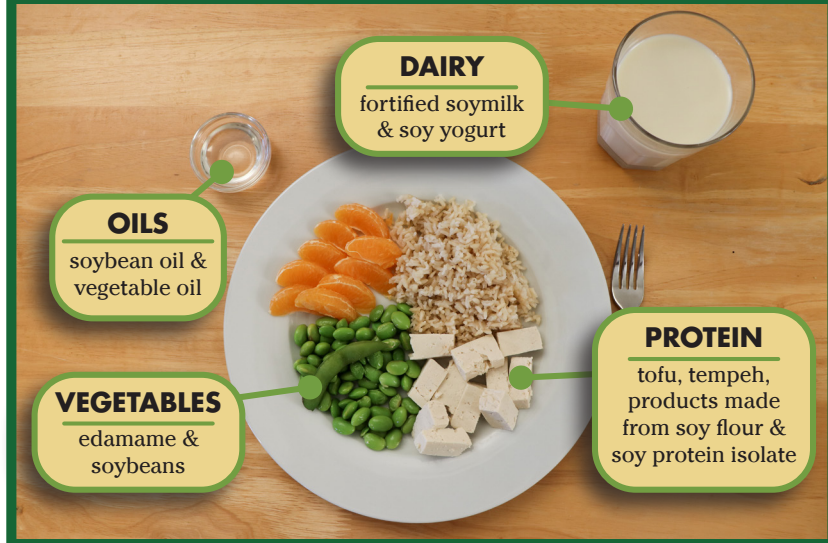 DAIRY
fortified soymilk
& soy yogurt
OILS
soybean oil &
vegetable oil
VEGETABLES
edamame &
soybeans
PROTEIN
tofu, tempeh,
products made
from soy flour &
soy protein isolate